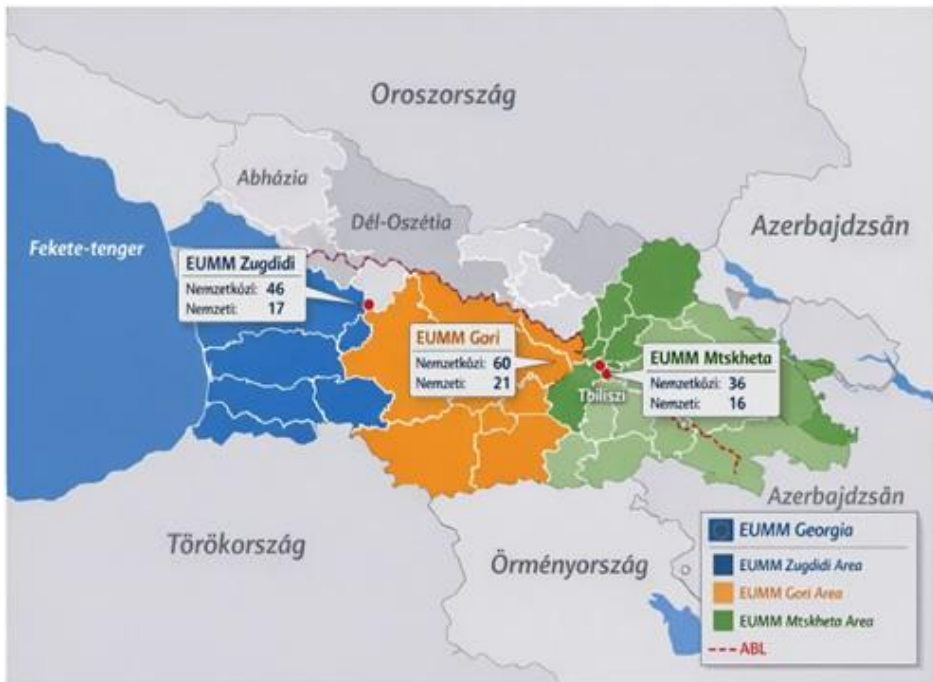 Oroszország
Abházia
Dél-Oszétia
Azerbajdzsān
Fekete-tenger
EUMM Zugdidi
Nemzetközi: 46
Nemzeti: 17
EUMM Gori
Nemzetközi: 60
Nemzeti: 21
EUMM Mtskheta
Nemzetközi: 36
Nemzeti: 16
Tbiliszi
Azerbajdzsān
Törökország
Örményország
EUMM Georgia
EUMM Zugdidi Area
EUMM Gori Area
EUMM Mtskheta Area
ABL